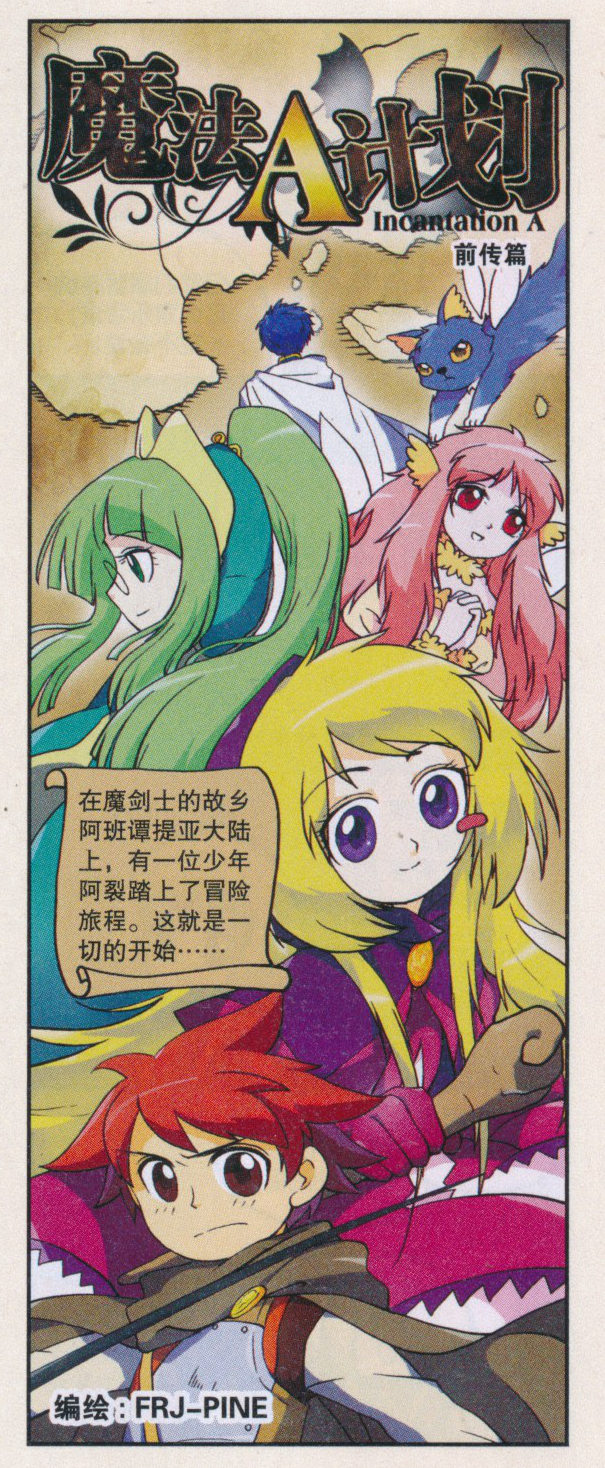 魔法A计划
Incantation A
前传篇
在魔剑士的故乡
阿班谭提亚大陆
上，有一位少年
阿裂踏上了冒险
旅程。这就是一
切的开始……
编绘：FRJ-PINE